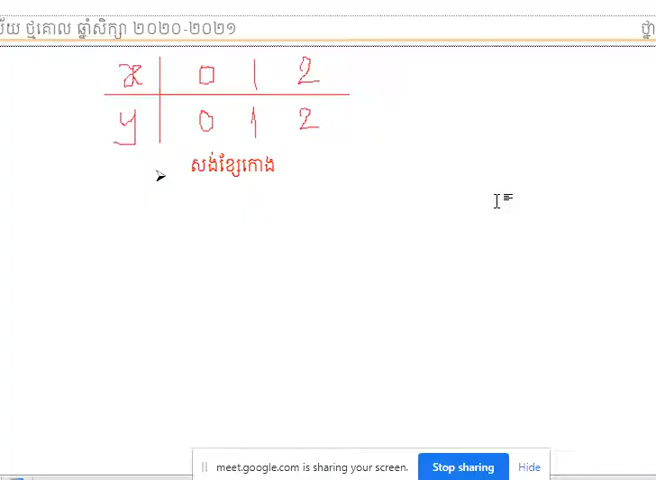 ថ្មគោល ឆ្នាំសិក្សា ២០២០-២០២១
x 0 1 2
y 0 1 2
សង់ខ្សែកោង
meet.google.com is sharing your screen. Stop sharing Hide